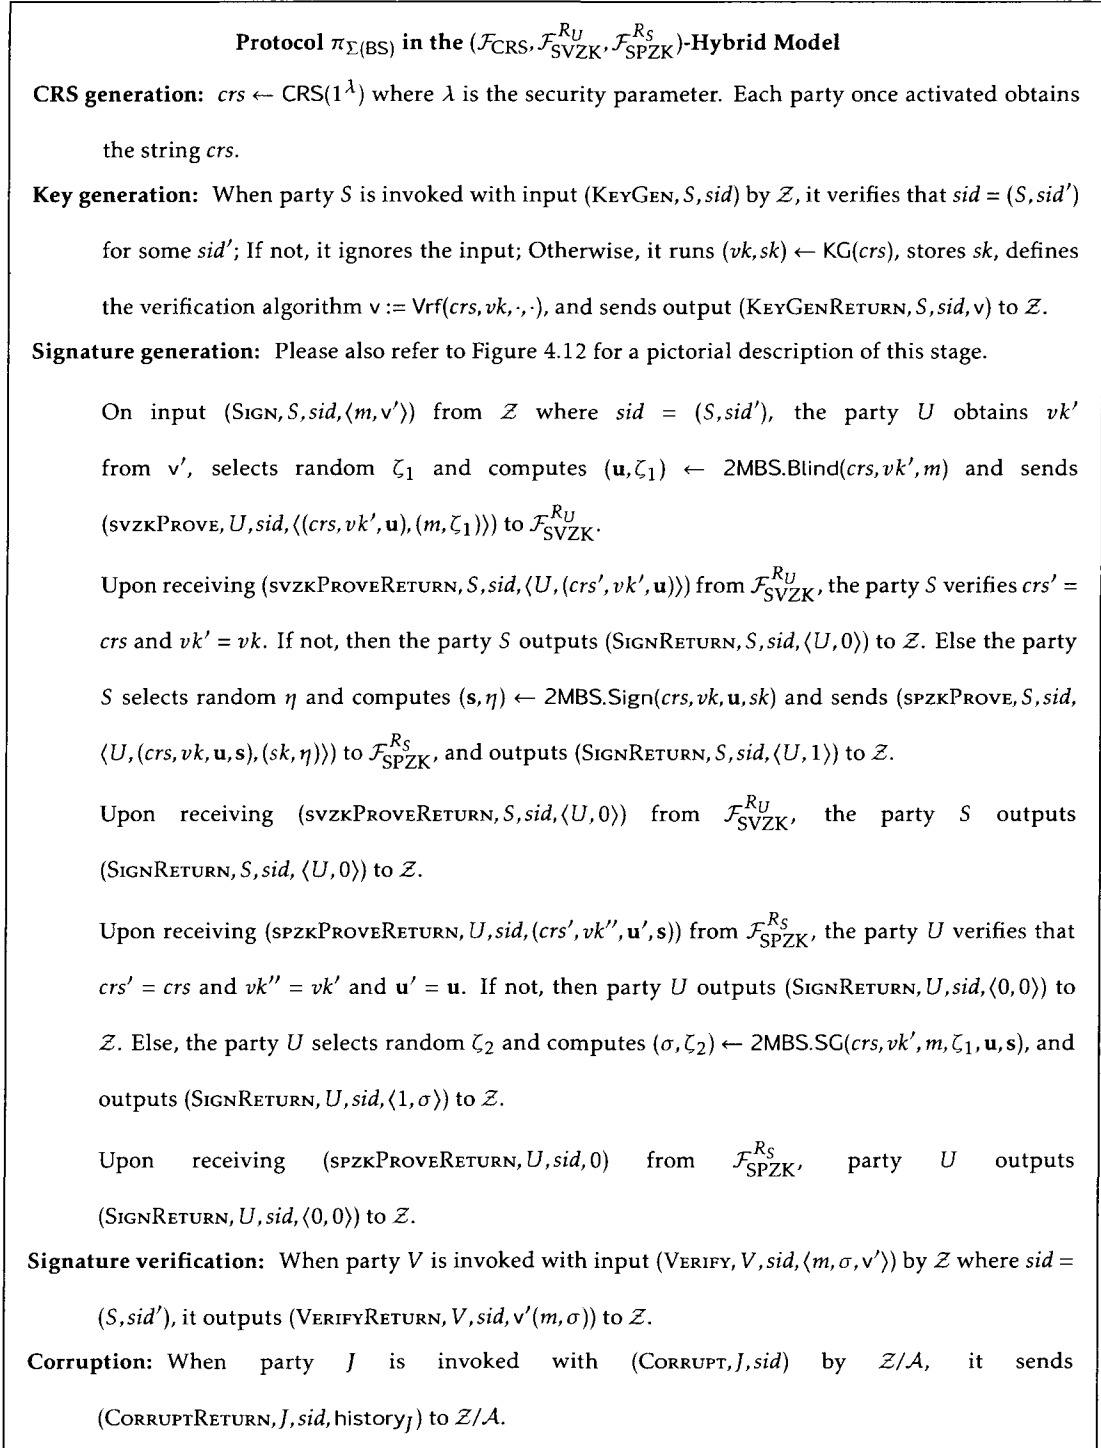 Protocol π_Σ(BS) in the (𝓕_CRS, 𝓕_SVZK^{R_U}, 𝓕_SPZK^{R_S})-Hybrid Model
CRS generation: crs ← CRS(1^λ) where λ is the security parameter. Each party once activated obtains
the string crs.
Key generation: When party S is invoked with input (KeyGen, S, sid) by 𝒵, it verifies that sid = (S, sid′)
for some sid′; If not, it ignores the input; Otherwise, it runs (vk, sk) ← KG(crs), stores sk, defines
the verification algorithm v := Vrf(crs, vk, ·, ·), and sends output (KeyGenReturn, S, sid, v) to 𝒵.
Signature generation: Please also refer to Figure 4.12 for a pictorial description of this stage.
On input (Sign, S, sid, ⟨m, v′⟩) from 𝒵 where sid = (S, sid′), the party U obtains vk′
from v′, selects random ζ₁ and computes (u, ζ₁) ← 2MBS.Blind(crs, vk′, m) and sends
(svzkProve, U, sid, ⟨((crs, vk′, u), (m, ζ₁)⟩) to 𝓕_SVZK^{R_U}.
Upon receiving (svzkProveReturn, S, sid, ⟨U, (crs′, vk′, u)⟩) from 𝓕_SVZK^{R_U}, the party S verifies crs′ =
crs and vk′ = vk. If not, then the party S outputs (SignReturn, S, sid, ⟨U, 0⟩) to 𝒵. Else the party
S selects random η and computes (s, η) ← 2MBS.Sign(crs, vk, u, sk) and sends (spzkProve, S, sid,
⟨U, (crs, vk, u, s), (sk, η)⟩) to 𝓕_SPZK^{R_S}, and outputs (SignReturn, S, sid, ⟨U, 1⟩) to 𝒵.
Upon receiving (svzkProveReturn, S, sid, ⟨U, 0⟩) from 𝓕_SVZK^{R_U}, the party S outputs
(SignReturn, S, sid, ⟨U, 0⟩) to 𝒵.
Upon receiving (spzkProveReturn, U, sid, (crs′, vk″, u′, s)) from 𝓕_SPZK^{R_S}, the party U verifies that
crs′ = crs and vk″ = vk′ and u′ = u. If not, then party U outputs (SignReturn, U, sid, ⟨0, 0⟩) to
𝒵. Else, the party U selects random ζ₂ and computes (σ, ζ₂) ← 2MBS.SG(crs, vk′, m, ζ₁, u, s), and
outputs (SignReturn, U, sid, ⟨1, σ⟩) to 𝒵.
Upon receiving (spzkProveReturn, U, sid, 0) from 𝓕_SPZK^{R_S}, party U outputs
(SignReturn, U, sid, ⟨0, 0⟩) to 𝒵.
Signature verification: When party V is invoked with input (Verify, V, sid, ⟨m, σ, v′⟩) by 𝒵 where sid =
(S, sid′), it outputs (VerifyReturn, V, sid, v′(m, σ)) to 𝒵.
Corruption: When party J is invoked with (Corrupt, J, sid) by 𝒵/𝒜, it sends
(CorruptReturn, J, sid, history_J) to 𝒵/𝒜.